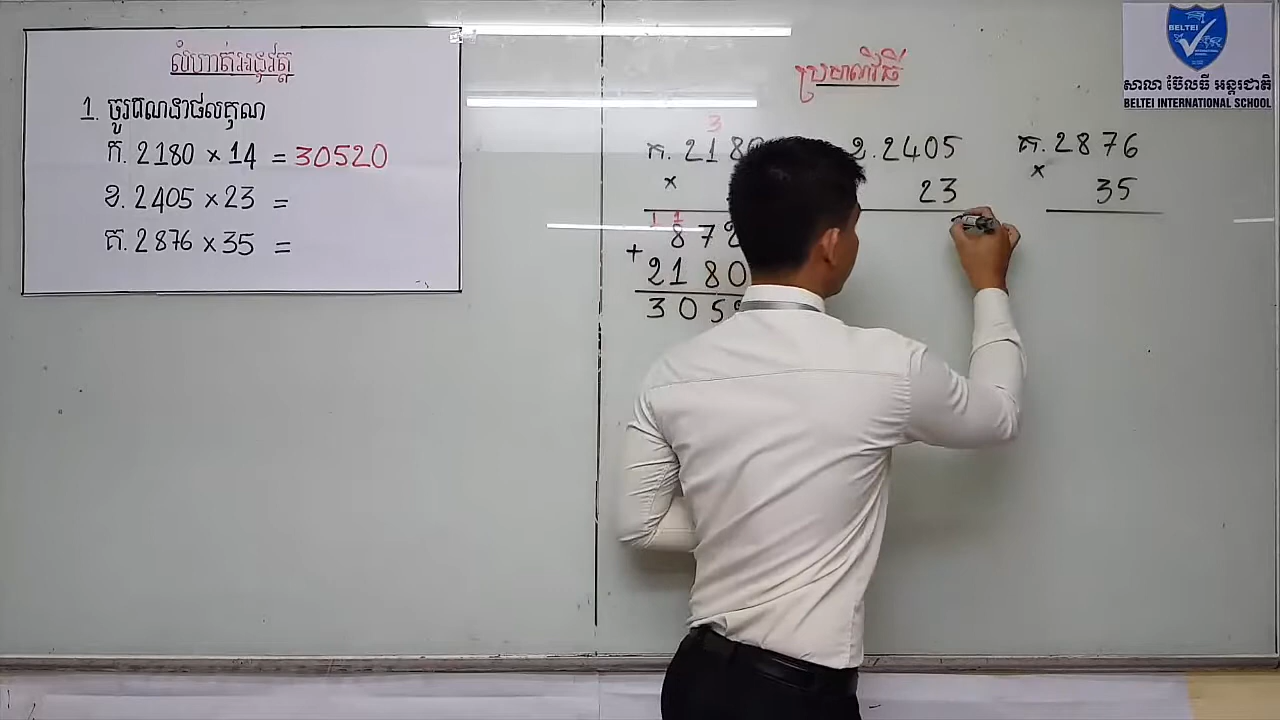 លំហាត់អនុវត្ត
1. ចូរគណនាផលគុណ
ក. 2180 × 14 = 30520
ខ. 2405 × 23 =
គ. 2876 × 35 =
ប្រមាណវិធី
3
ក. 218
×
1 1
87
+
2180
305
2405
23
គ. 2876
×
35
BELTEI
INTERNATIONAL
SCHOOL
សាលា ប៊ែលធី អន្តរជាតិ
BELTEI INTERNATIONAL SCHOOL